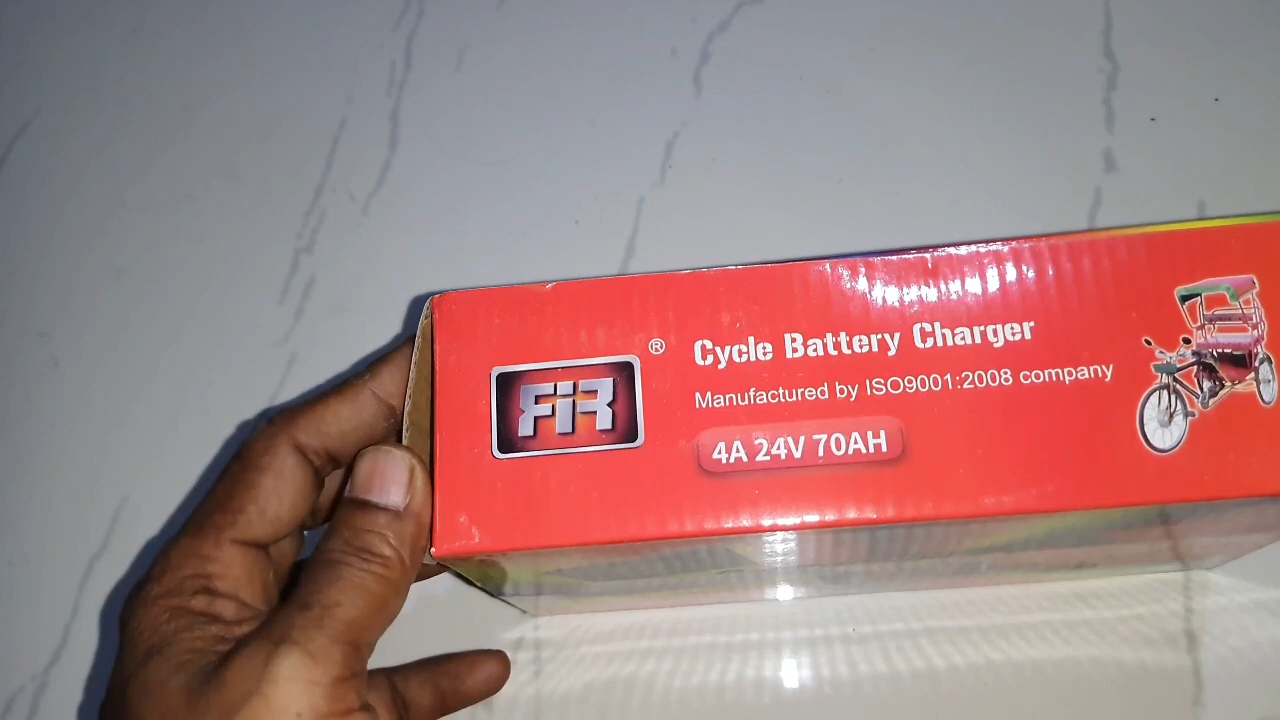 FiR ®
Cycle Battery Charger
Manufactured by ISO9001:2008 company
4A 24V 70AH